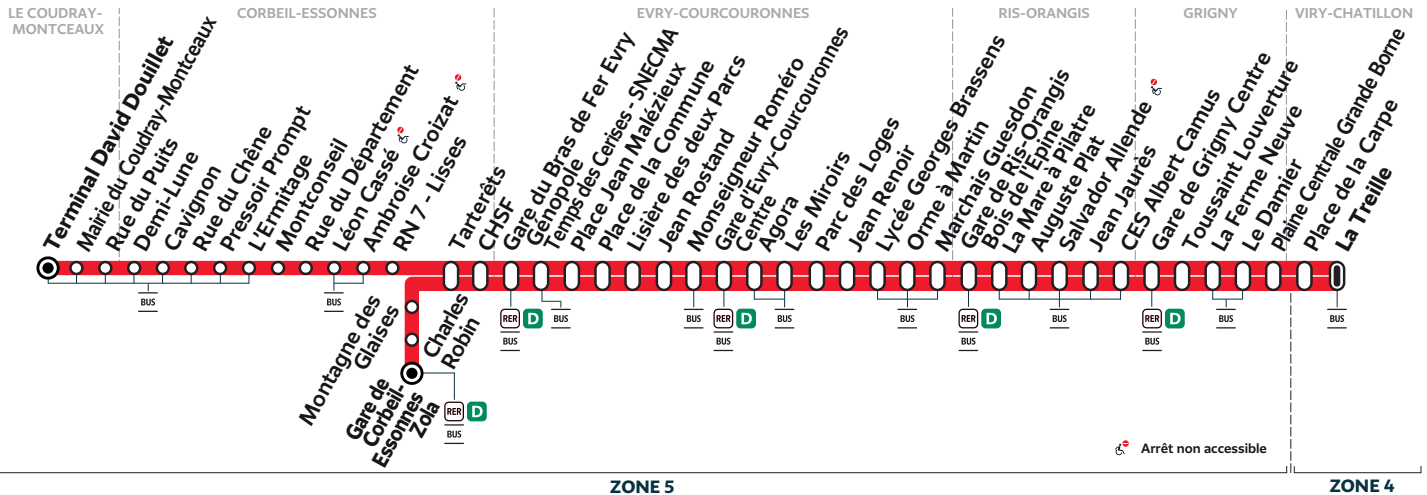 LE COUDRAY-
MONTCEAUX
CORBEIL-ESSONNES
EVRY-COURCOURONNES
RIS-ORANGIS
GRIGNY
VIRY-CHATILLON
Terminal David Douillet
Mairie du Coudray-Montceaux
Rue du Puits
Demi-Lune
Cavignon
Rue du Chêne
Pressoir Prompt
L'Ermitage
Montconseil
Rue du Département
Léon Cassé
Ambroise Croizat
RN 7 - Lisses
Tarterêts
CHSF
Gare du Bras de Fer Evry
Génopole
Temps des Cerises - SNECMA
Place Jean Malézieux
Place de la Commune
Lisière des deux Parcs
Jean Rostand
Monseigneur Roméro
Gare d'Evry-Courcouronnes
Centre
Agora
Les Miroirs
Parc des Loges
Jean Renoir
Lycée Georges Brassens
Orme à Martin
Marchais Guesdon
Gare de Ris-Orangis
Bois de l'Epine
La Mare à Pilatre
Auguste Plat
Salvador Allende
Jean Jaurès
CES Albert Camus
Gare de Grigny Centre
Toussaint Louverture
La Ferme Neuve
Le Damier
Plaine Centrale Grande Borne
Place de la Carpe
La Treille
BUS
BUS
RER D
BUS
BUS
BUS
RER D
BUS
BUS
BUS
RER D
BUS
BUS
RER D
BUS
BUS
BUS
Montagne des
Glaises
Charles
Robin
Gare de
Corbeil-
Essonnes
Zola
RER D
BUS
Arrêt non accessible
ZONE 5
ZONE 4